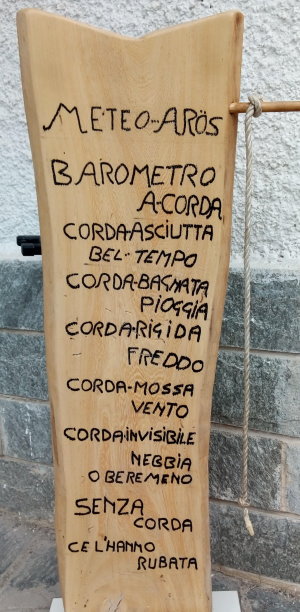 METEO-ARÖS
BAROMETRO
A-CORDA
CORDA-ASCIUTTA
BEL-TEMPO
CORDA-BAGNATA
PIOGGIA
CORDA-RIGIDA
FREDDO
CORDA-MOSSA
VENTO
CORDA-INVISIBILE
NEBBIA
O BEREMENO
SENZA
CORDA
CE L'HANNO
RUBATA